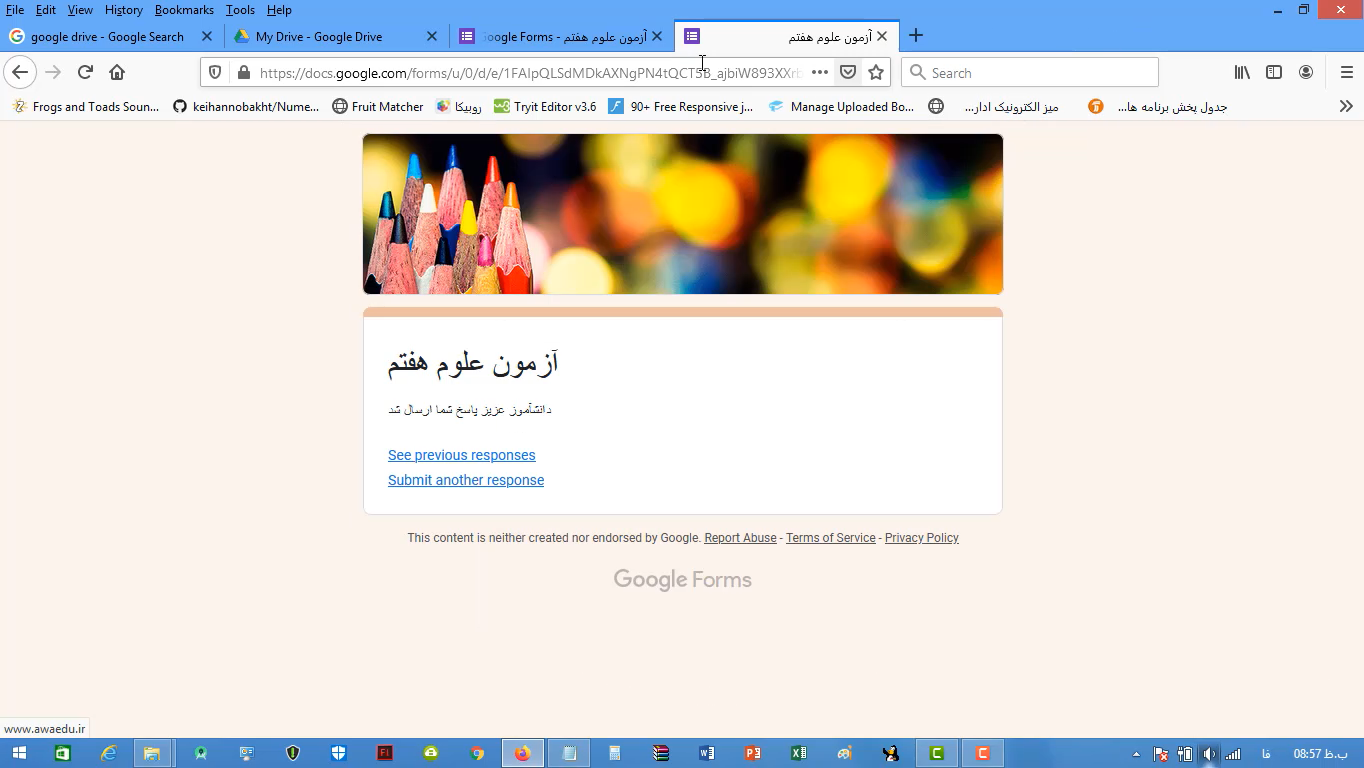 File Edit View History Bookmarks Tools Help
google drive - Google Search
My Drive - Google Drive
آزمون علوم هفتم - Google Forms
آزمون علوم هفتم
https://docs.google.com/forms/u/0/d/e/1FAIpQLSdMDkAXNgPN4tQCT5B_ajbiW893XXrb
Search
Frogs and Toads Soun...
keihannobakht/Nume...
Fruit Matcher
روبیکا
Tryit Editor v3.6
90+ Free Responsive j...
Manage Uploaded Bo...
میز الکترونیک ادار...
جدول پخش برنامه ها...
آزمون علوم هفتم
دانشآموز عزیز پاسخ شما ارسال شد
See previous responses
Submit another response
This content is neither created nor endorsed by Google. Report Abuse - Terms of Service - Privacy Policy
Google Forms
www.awaedu.ir
فا
08:57 ب.ظ